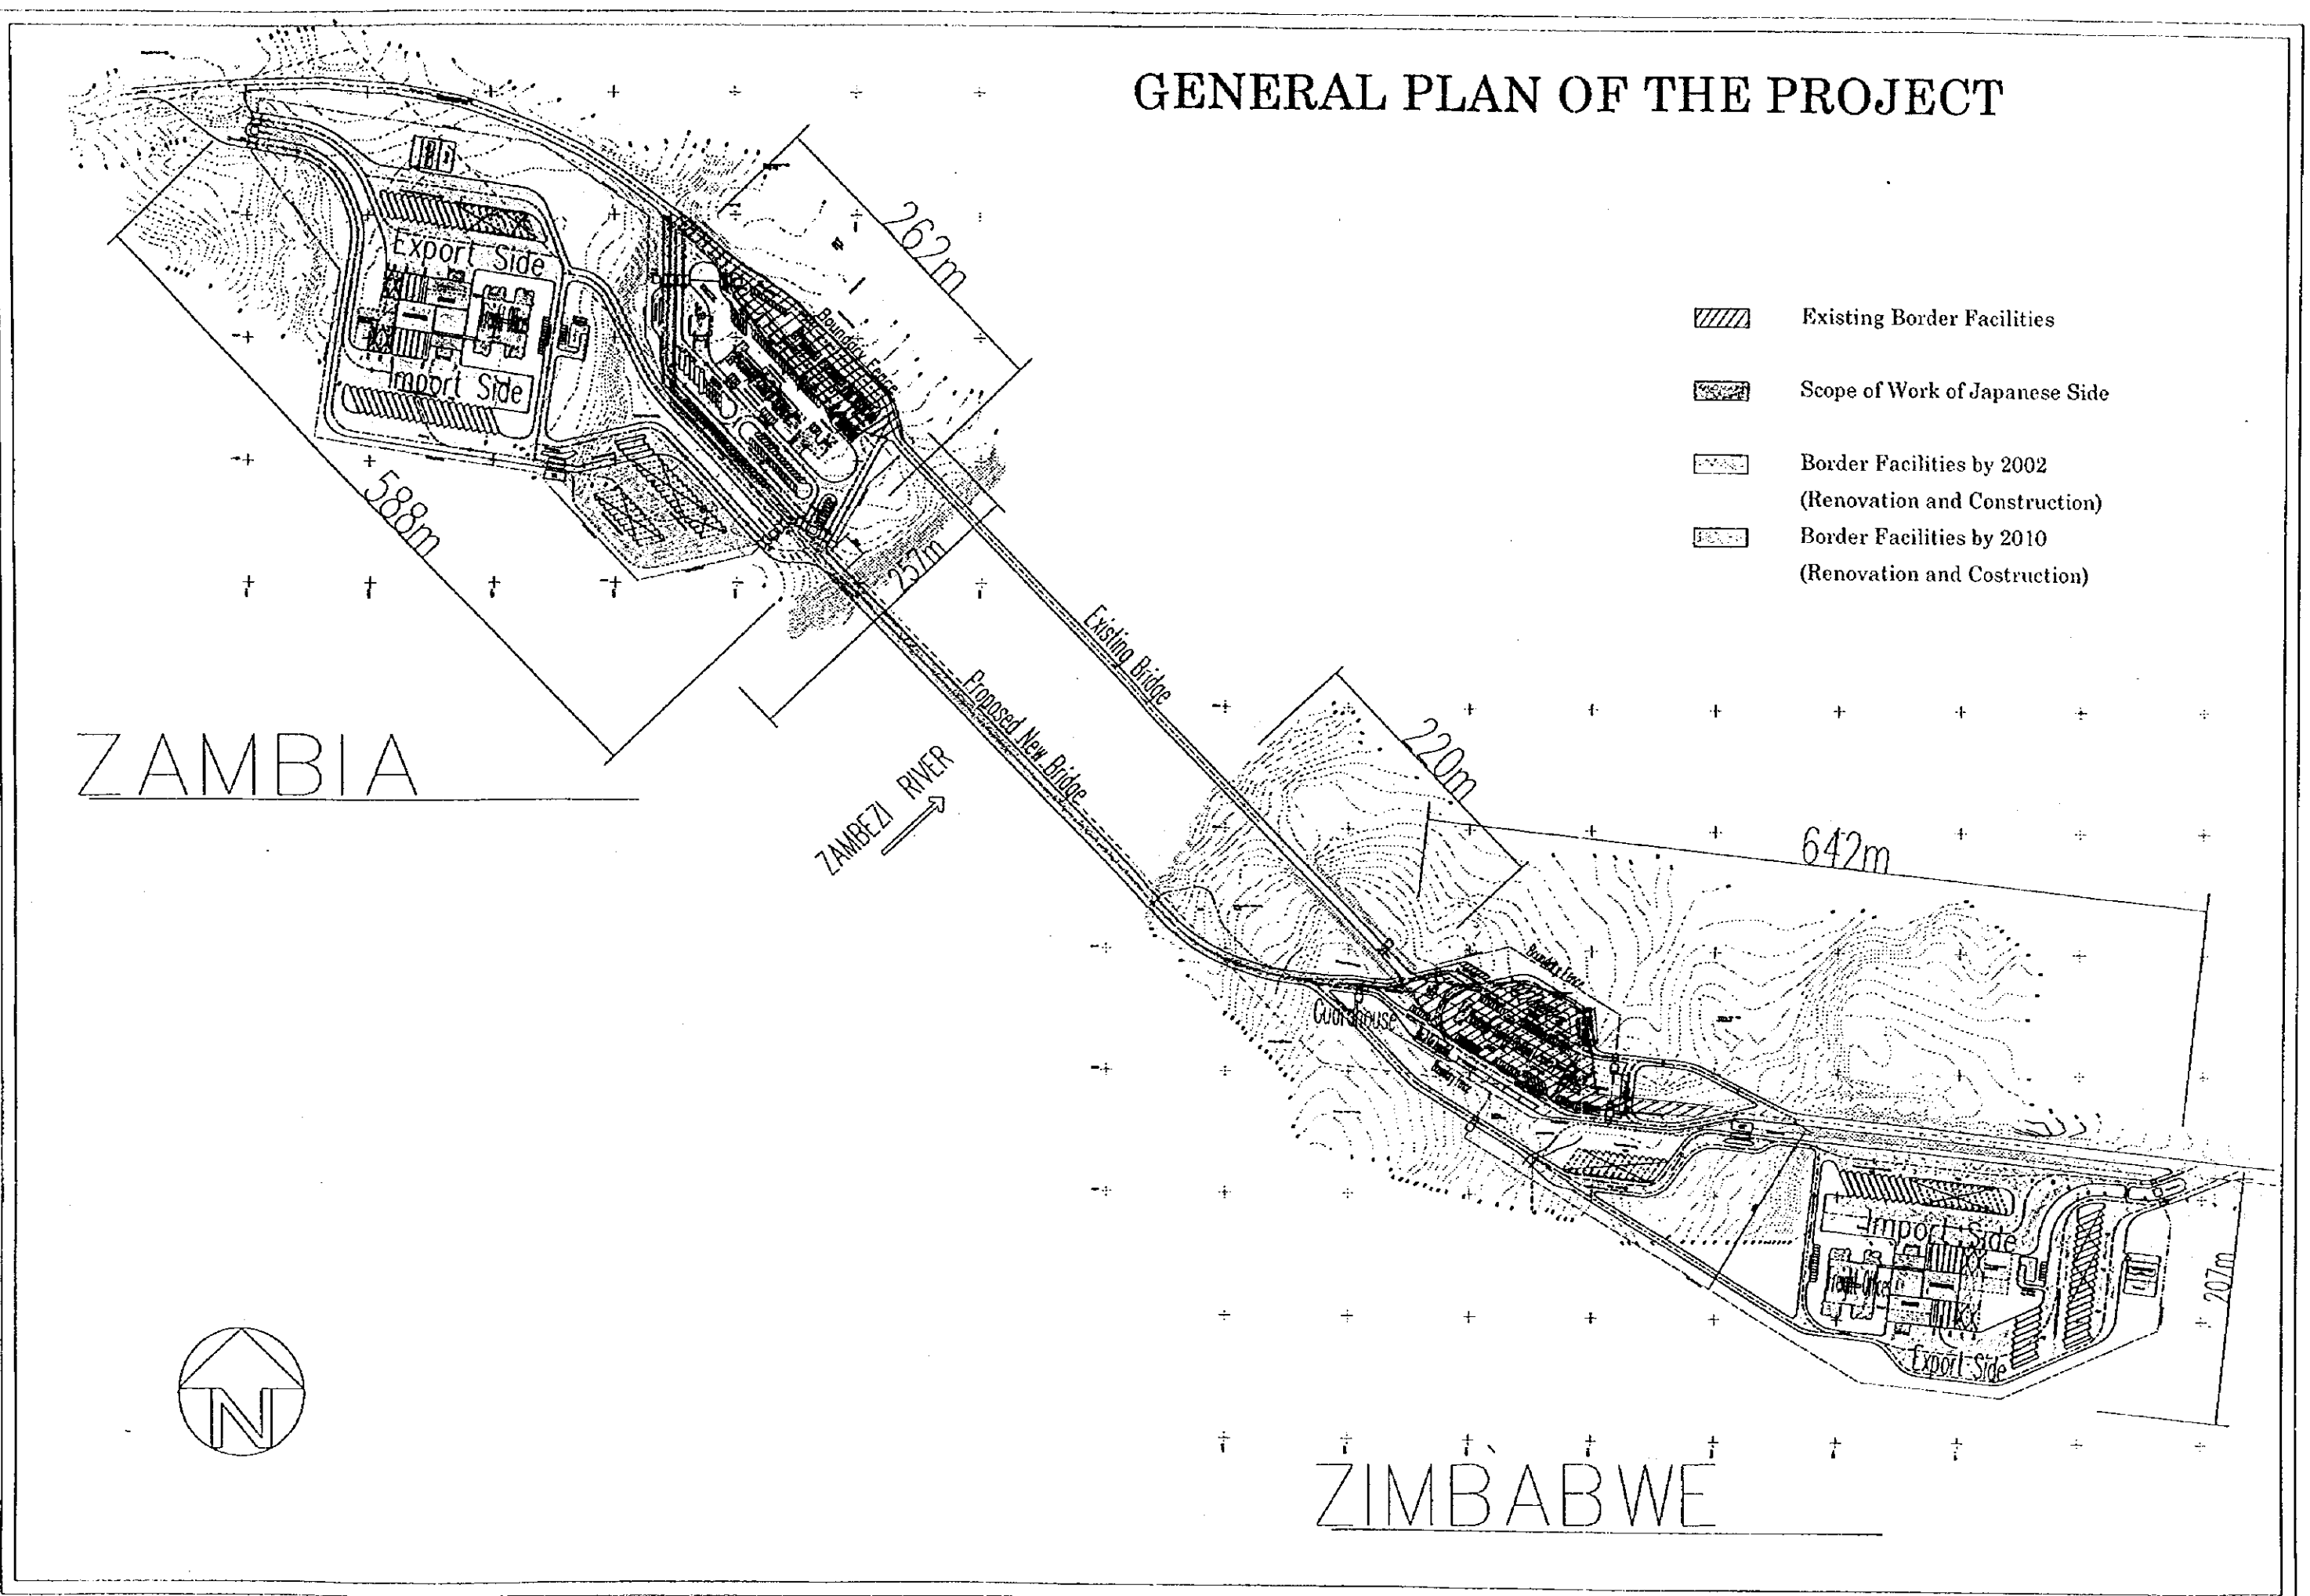 GENERAL PLAN OF THE PROJECT
262m
Export Side
Boundary Fence
Import Side
588m
257m
Existing Border Facilities
Scope of Work of Japanese Side
Border Facilities by 2002
(Renovation and Construction)
Border Facilities by 2010
(Renovation and Costruction)
Existing Bridge
Proposed New Bridge
ZAMBIA
ZAMBEZI RIVER
220m
642m
Guardhouse
Import Side
207m
Export Side
N
ZIMBABWE